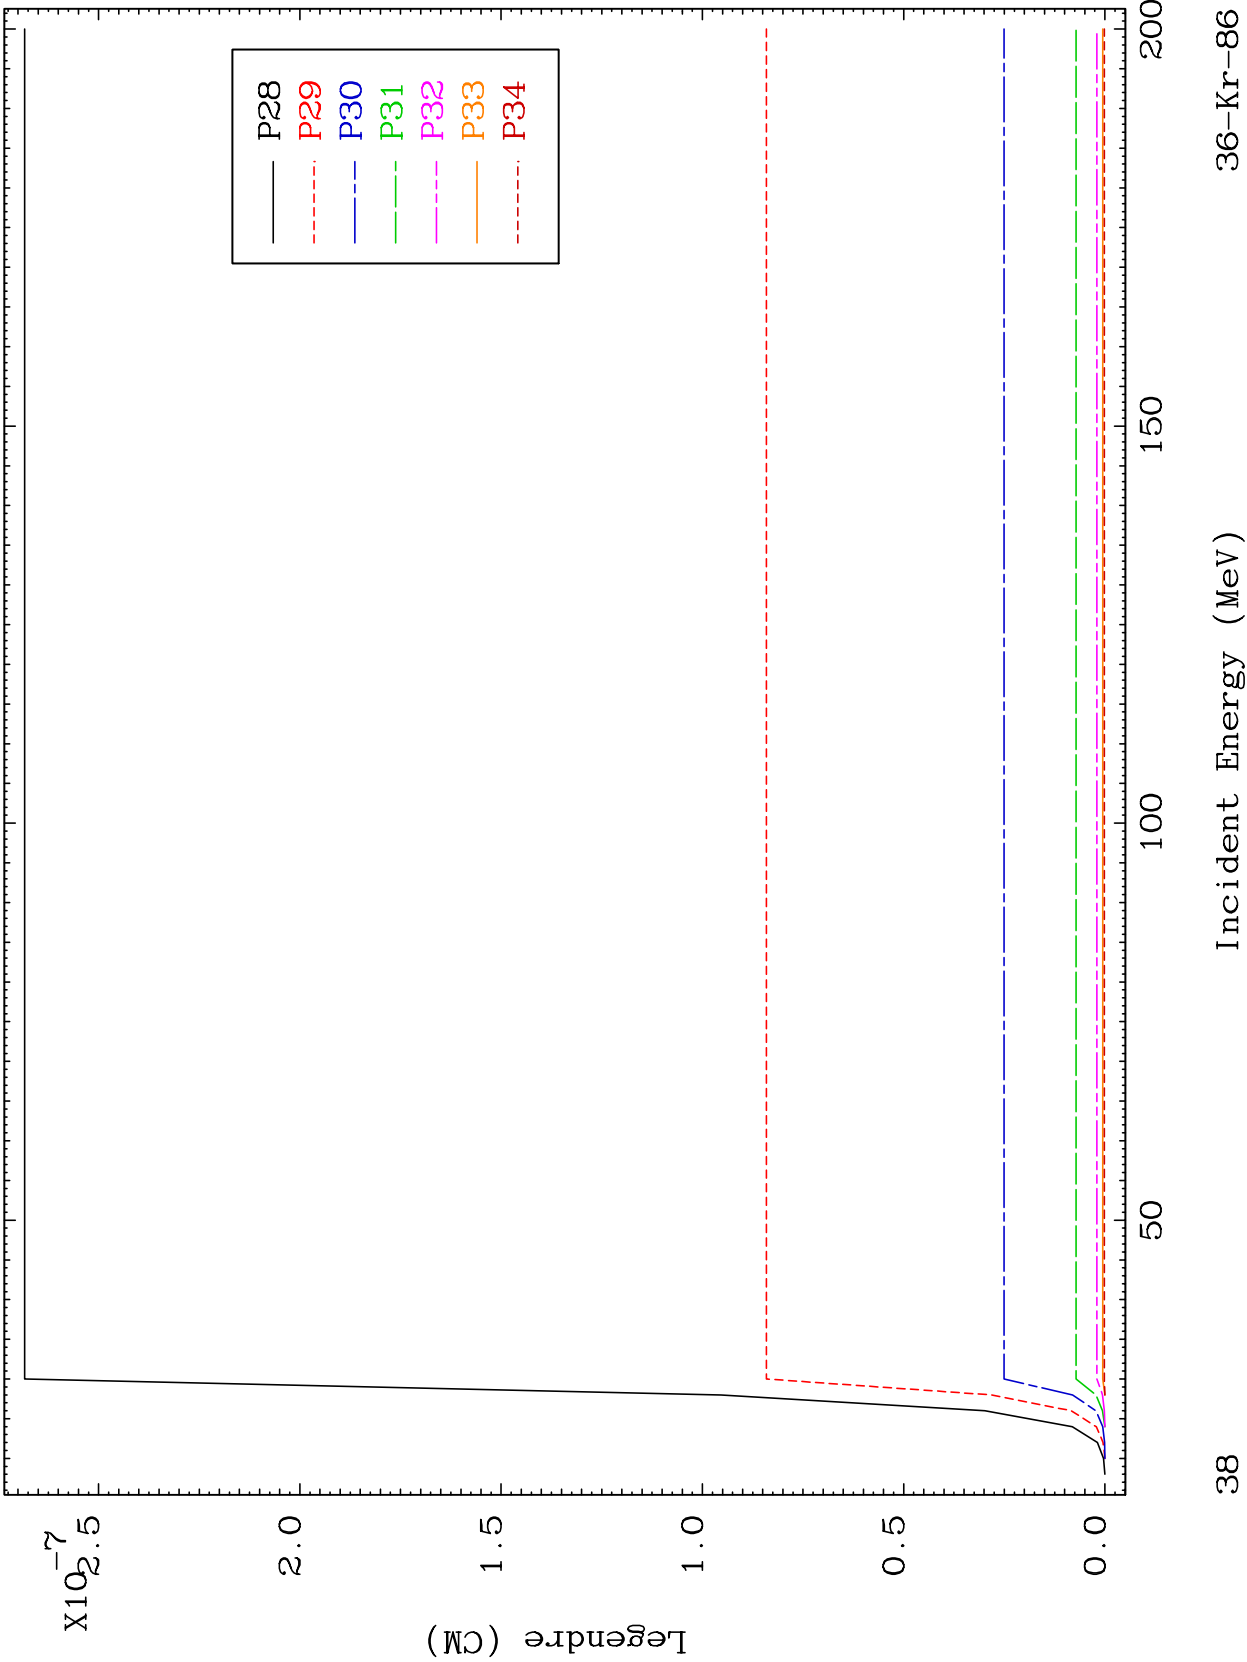 X10-7
2.5
2.0
1.5
1.0
0.5
0.0
Legendre (CM)
P28
P29
P30
P31
P32
P33
P34
50
100
150
200
38
Incident Energy (MeV)
36-Kr-86